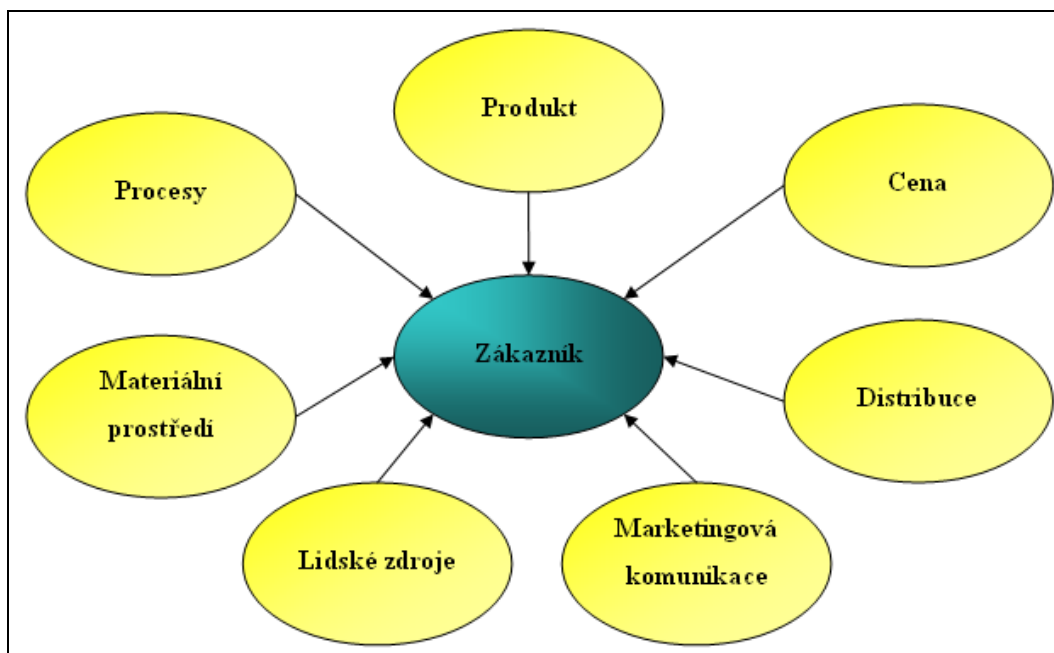 Produkt
Cena
Procesy
Zákazník
Materiální
prostředí
Distribuce
Lidské zdroje
Marketingová
komunikace